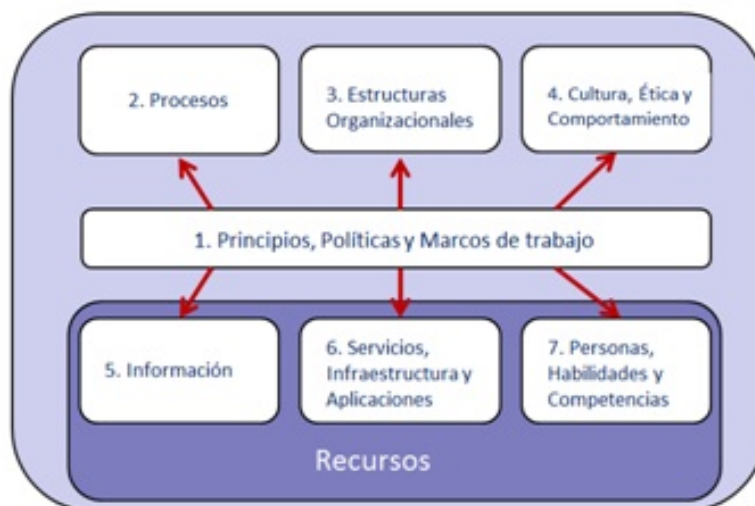 2. Procesos
3. Estructuras
Organizacionales
4. Cultura, Ética y
Comportamiento
1. Principios, Políticas y Marcos de trabajo
5. Información
6. Servicios,
Infraestructura y
Aplicaciones
7. Personas,
Habilidades y
Competencias
Recursos